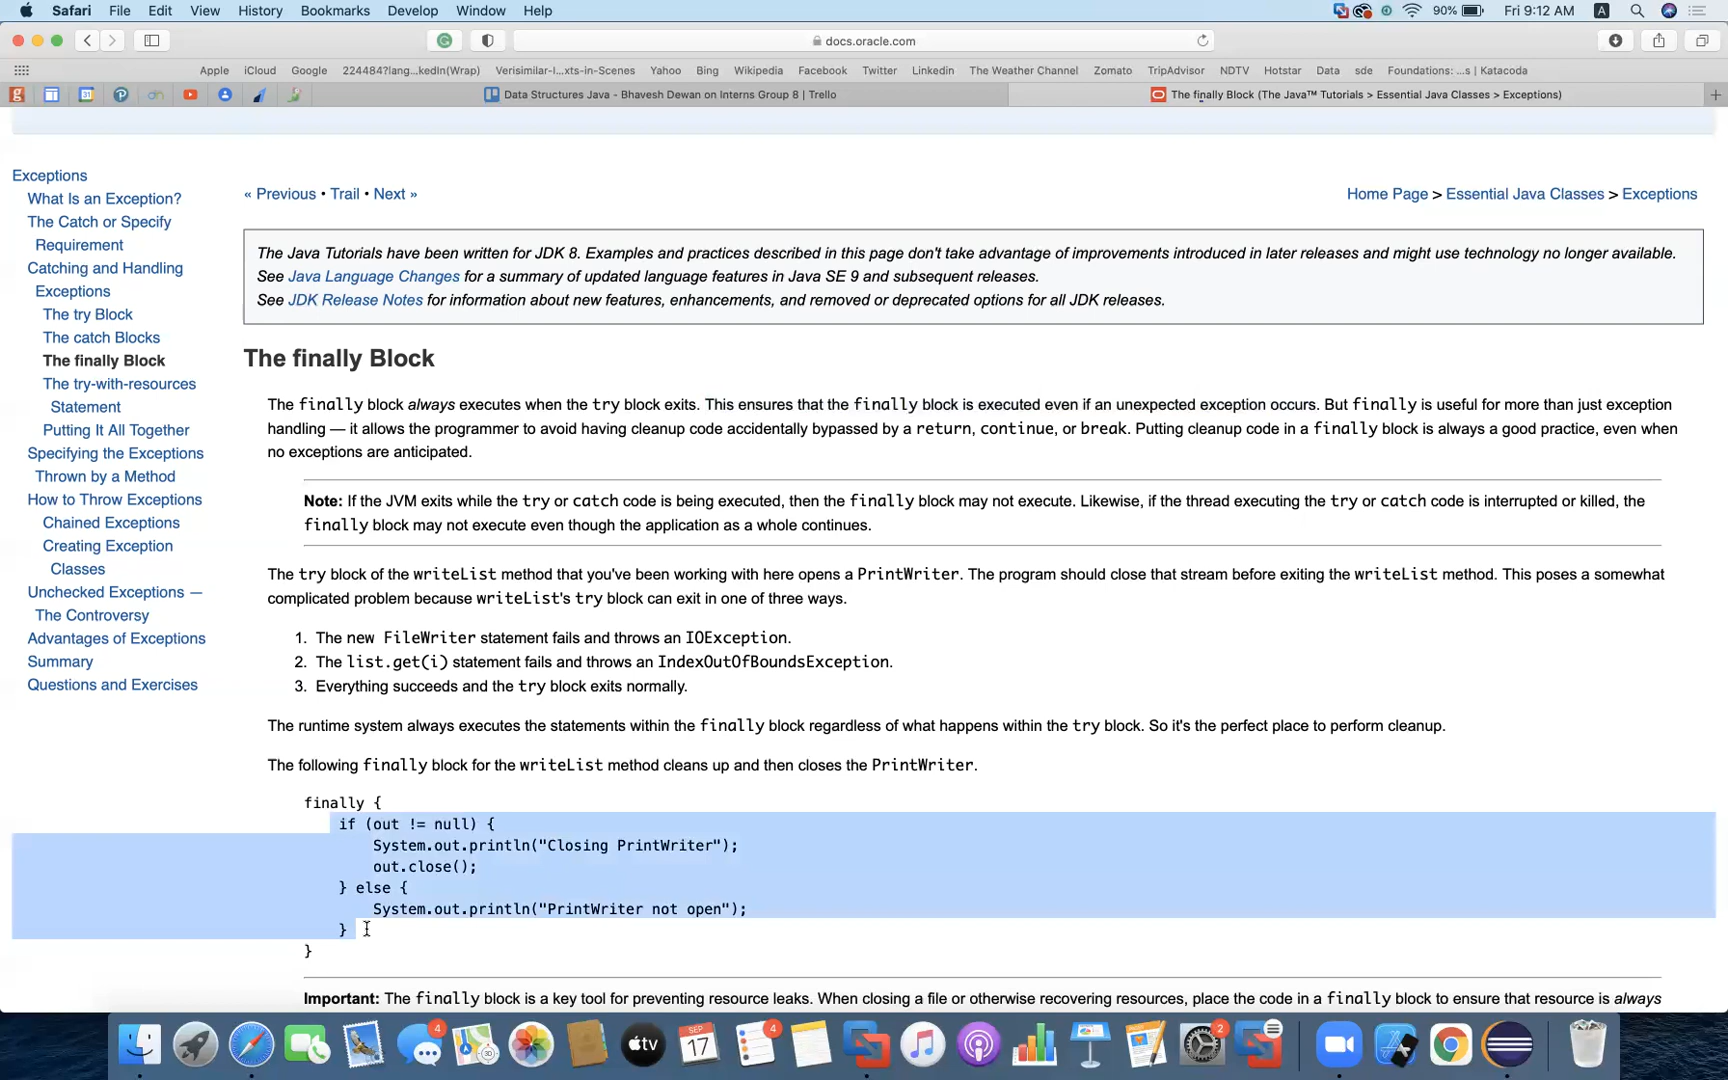 Safari File Edit View History Bookmarks Develop Window Help 90% Fri 9:12 AM A
docs.oracle.com
Apple iCloud Google 224484?lang...kedIn(Wrap) Verisimilar-I...xts-in-Scenes Yahoo Bing Wikipedia Facebook Twitter Linkedin The Weather Channel Zomato TripAdvisor NDTV Hotstar Data sde Foundations: ...s | Katacoda
Data Structures Java - Bhavesh Dewan on Interns Group 8 | Trello
The finally Block (The Java™ Tutorials > Essential Java Classes > Exceptions)
Exceptions
What Is an Exception?
The Catch or Specify
Requirement
Catching and Handling
Exceptions
The try Block
The catch Blocks
The finally Block
The try-with-resources
Statement
Putting It All Together
Specifying the Exceptions
Thrown by a Method
How to Throw Exceptions
Chained Exceptions
Creating Exception
Classes
Unchecked Exceptions —
The Controversy
Advantages of Exceptions
Summary
Questions and Exercises
« Previous • Trail • Next »
Home Page > Essential Java Classes > Exceptions
The Java Tutorials have been written for JDK 8. Examples and practices described in this page don't take advantage of improvements introduced in later releases and might use technology no longer available.
See Java Language Changes for a summary of updated language features in Java SE 9 and subsequent releases.
See JDK Release Notes for information about new features, enhancements, and removed or deprecated options for all JDK releases.
The finally Block
The finally block always executes when the try block exits. This ensures that the finally block is executed even if an unexpected exception occurs. But finally is useful for more than just exception
handling — it allows the programmer to avoid having cleanup code accidentally bypassed by a return, continue, or break. Putting cleanup code in a finally block is always a good practice, even when
no exceptions are anticipated.
Note: If the JVM exits while the try or catch code is being executed, then the finally block may not execute. Likewise, if the thread executing the try or catch code is interrupted or killed, the
finally block may not execute even though the application as a whole continues.
The try block of the writeList method that you've been working with here opens a PrintWriter. The program should close that stream before exiting the writeList method. This poses a somewhat
complicated problem because writeList's try block can exit in one of three ways.
1. The new FileWriter statement fails and throws an IOException.
2. The list.get(i) statement fails and throws an IndexOutOfBoundsException.
3. Everything succeeds and the try block exits normally.
The runtime system always executes the statements within the finally block regardless of what happens within the try block. So it's the perfect place to perform cleanup.
The following finally block for the writeList method cleans up and then closes the PrintWriter.
finally {
if (out != null) {
System.out.println("Closing PrintWriter");
out.close();
} else {
System.out.println("PrintWriter not open");
}
}
Important: The finally block is a key tool for preventing resource leaks. When closing a file or otherwise recovering resources, place the code in a finally block to ensure that resource is always
4 tv SEP 17 4 2